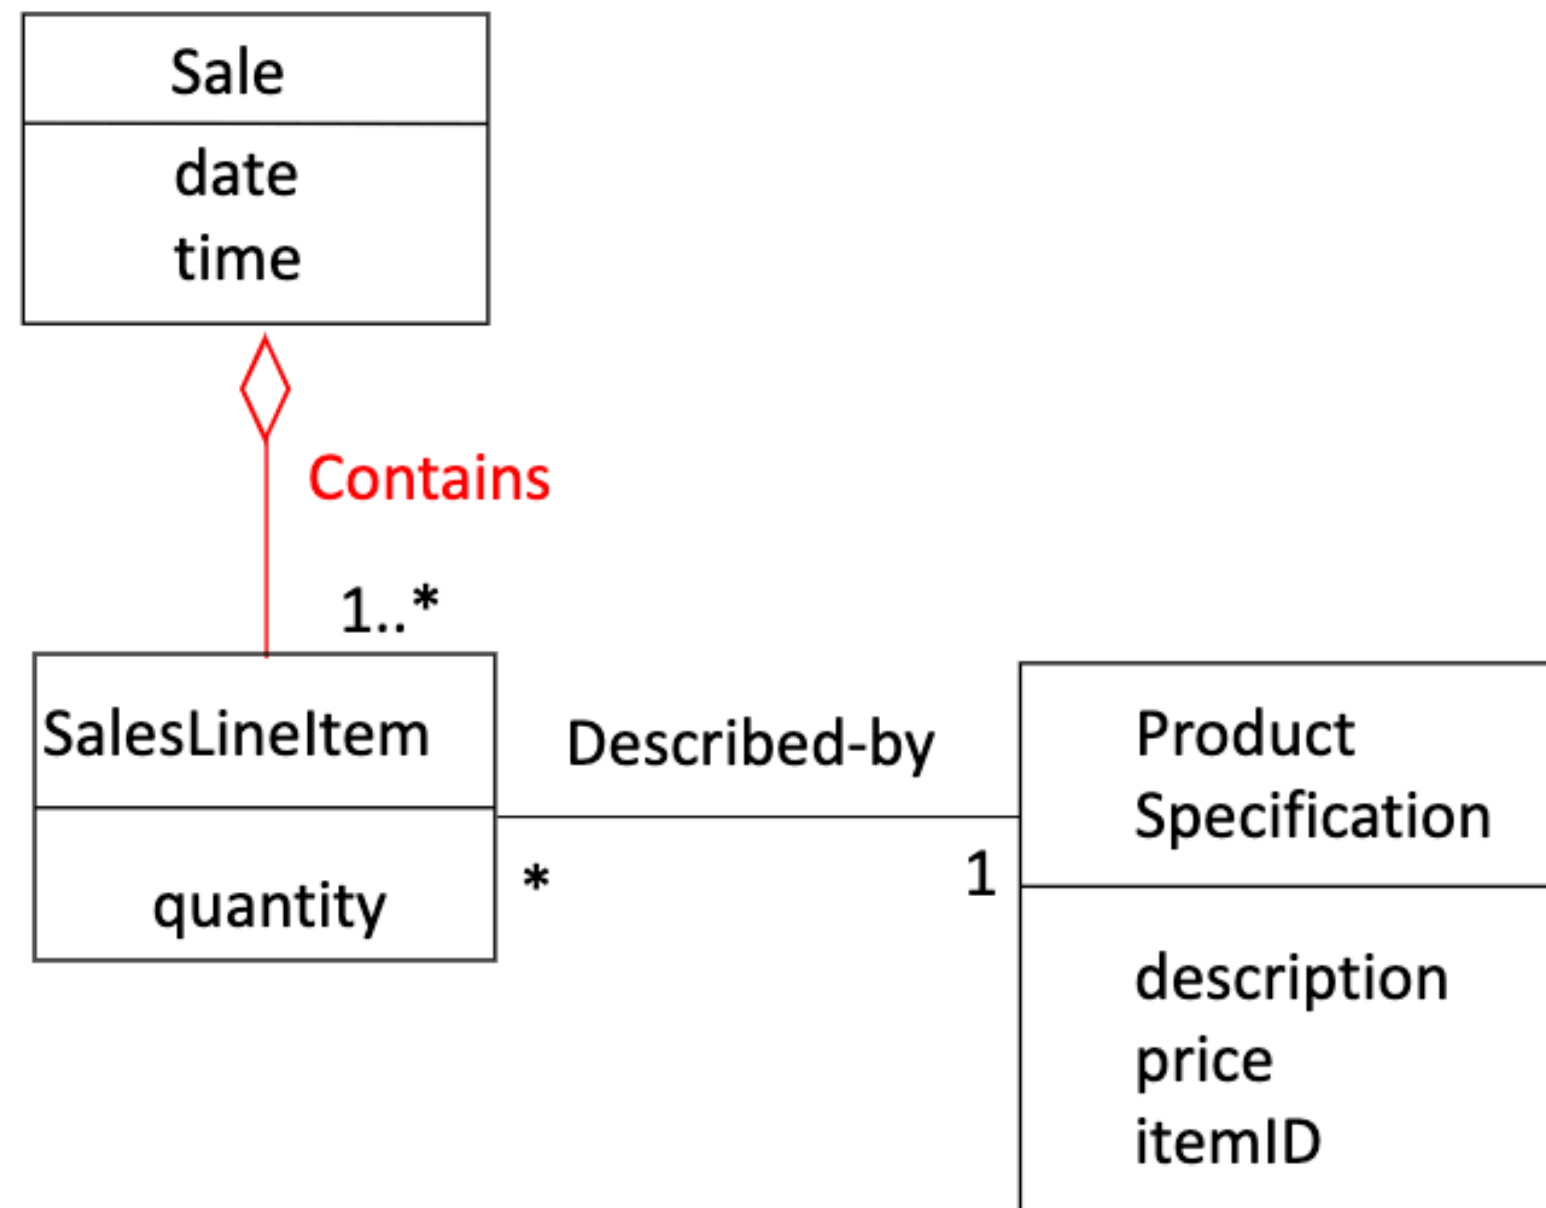 Sale
date
time
Contains
1..*
SalesLineItem
quantity
Described-by
*
1
Product
Specification
description
price
itemID